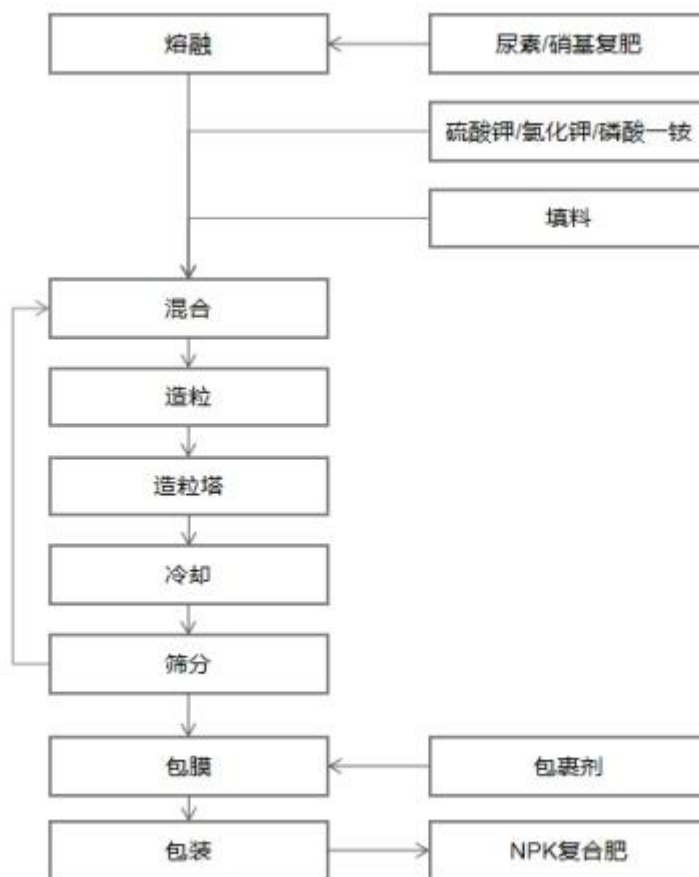 熔融
尿素/硝基复肥
硫酸钾/氯化钾/磷酸一铵
填料
混合
造粒
造粒塔
冷却
筛分
包膜
包裹剂
包装
NPK复合肥